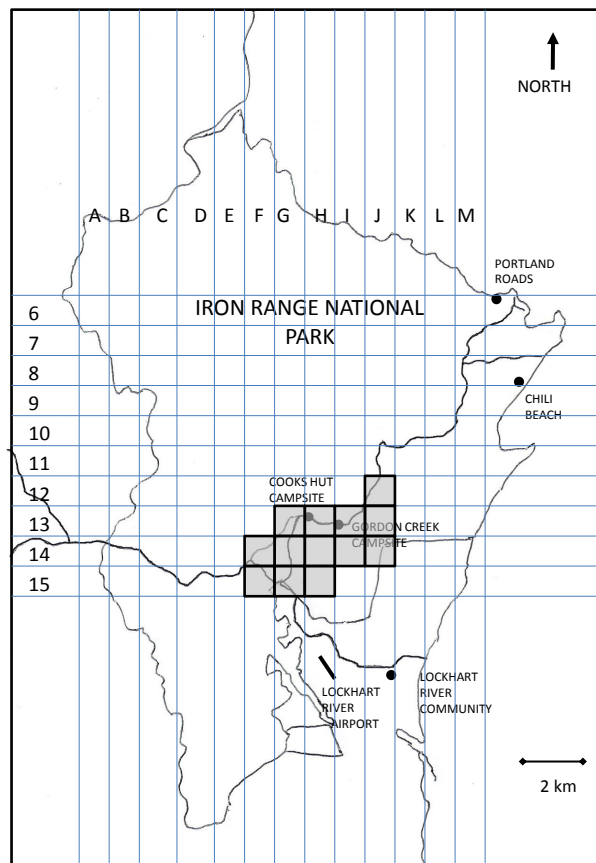 NORTH
A B C D E F G H I J K L M
PORTLAND
ROADS
6
IRON RANGE NATIONAL
PARK
7
8
CHILI
BEACH
9
10
11
COOKS HUT
CAMPSITE
12
13
GORDON CREEK
CAMPSITE
14
15
LOCKHART
RIVER
AIRPORT
LOCKHART
RIVER
COMMUNITY
2 km